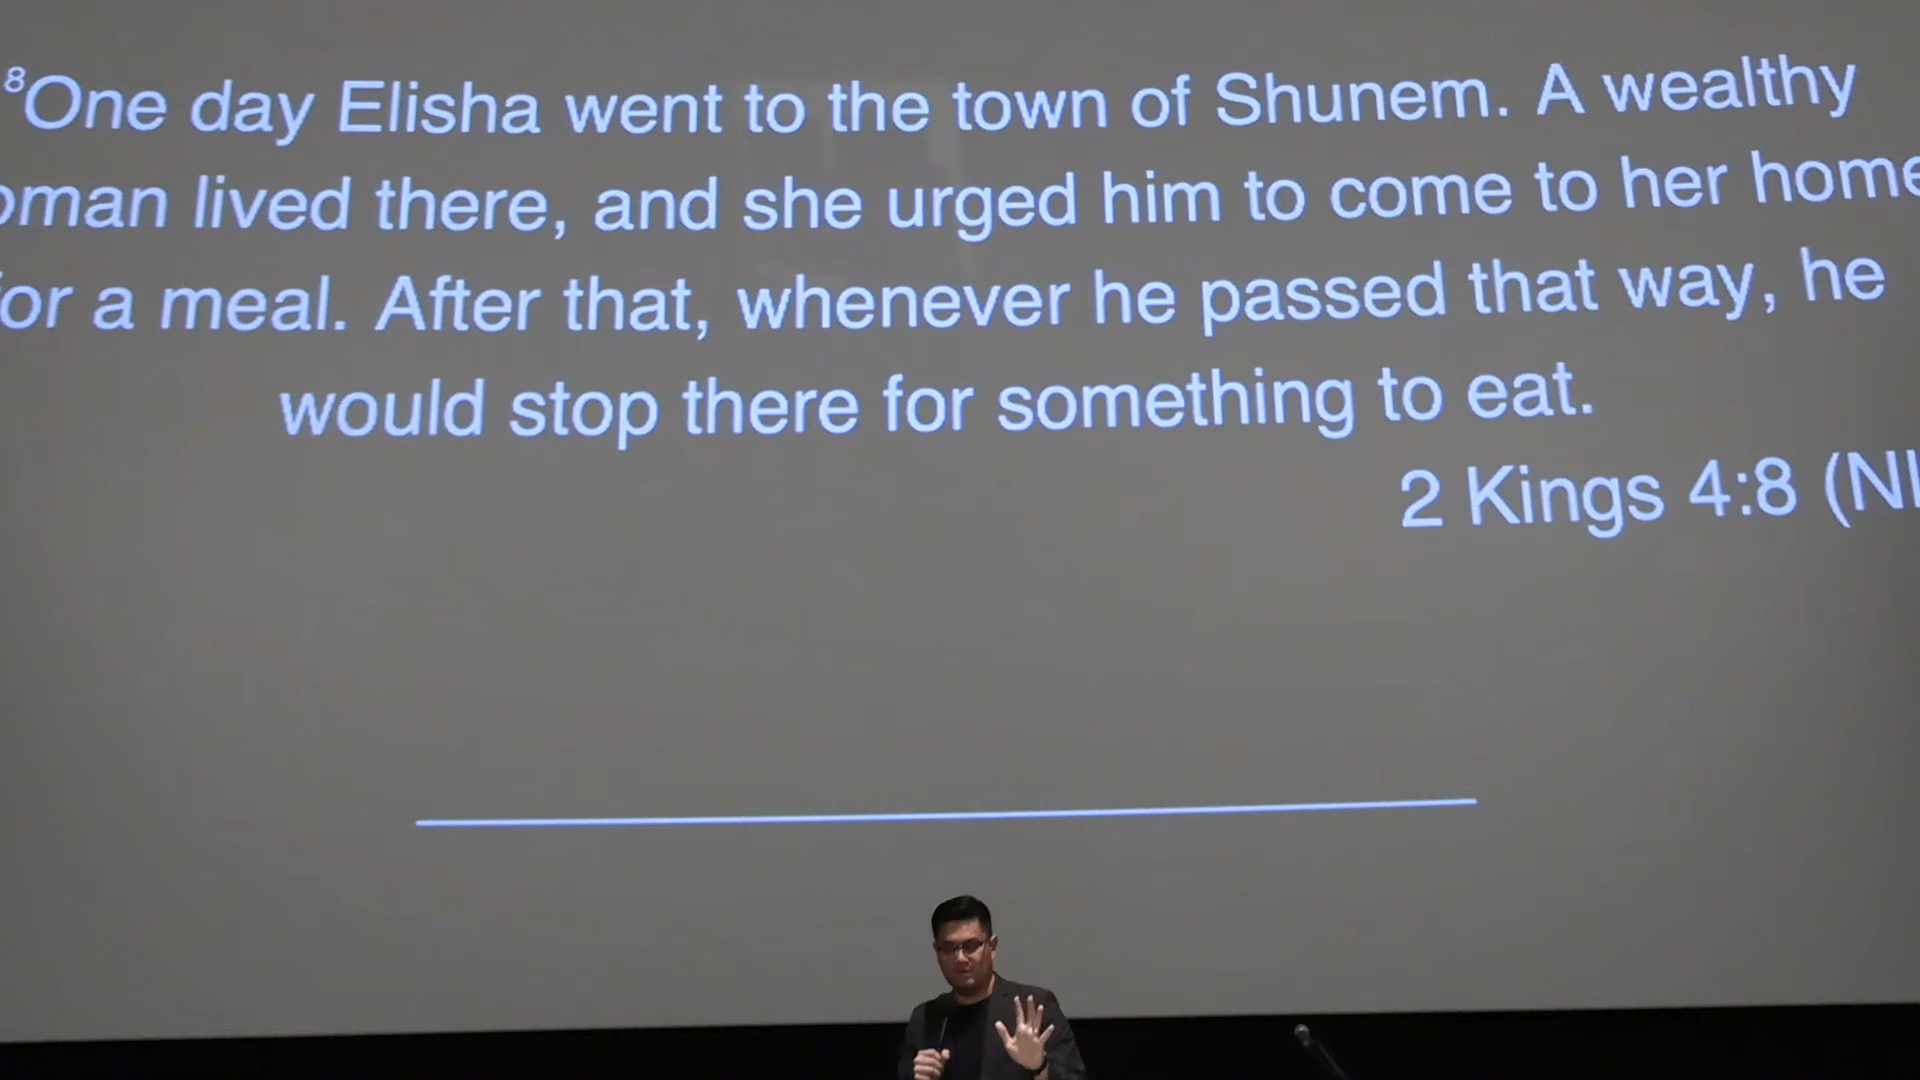 ⁸One day Elisha went to the town of Shunem. A wealthy
oman lived there, and she urged him to come to her home
for a meal. After that, whenever he passed that way, he
would stop there for something to eat.
2 Kings 4:8 (NL